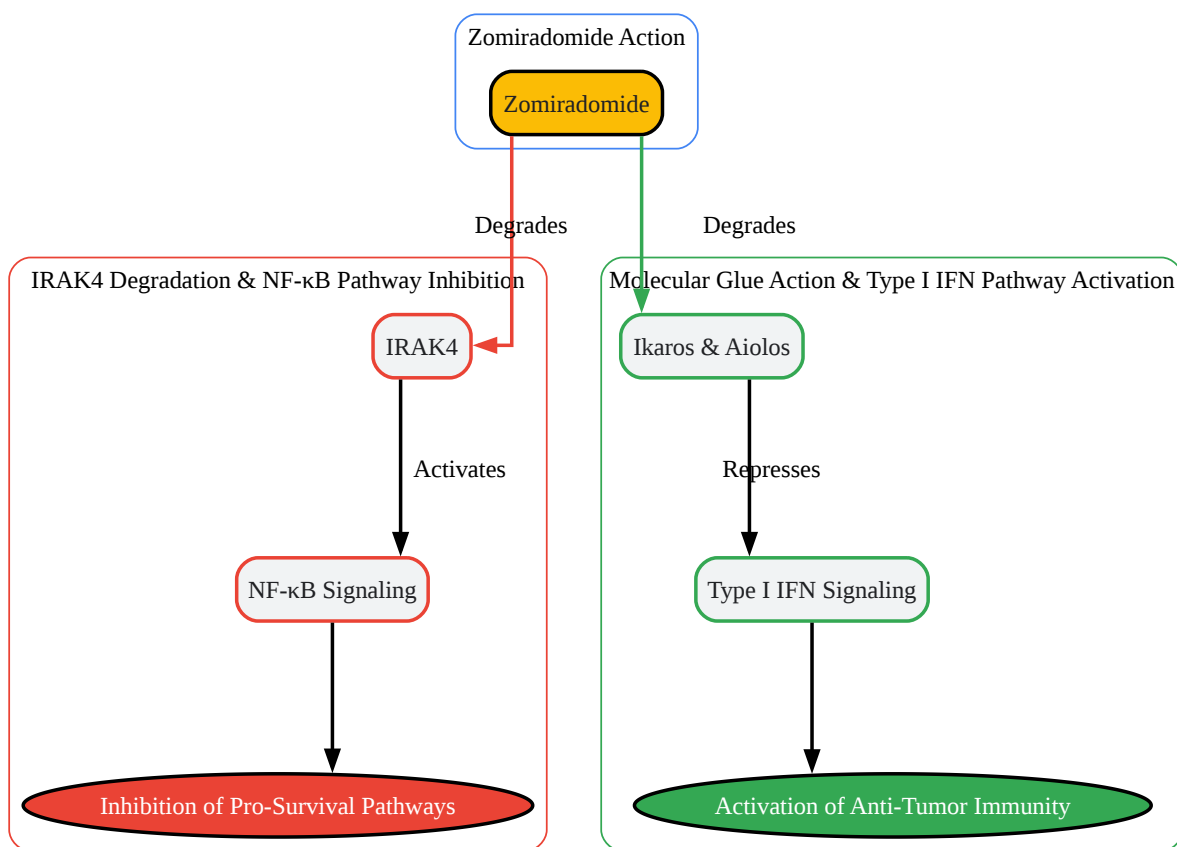 Zomiradomide Action
Zomiradomide
Degrades
Degrades
IRAK4 Degradation & NF-κB Pathway Inhibition
Molecular Glue Action & Type I IFN Pathway Activation
IRAK4
Ikaros & Aiolos
Activates
Represses
NF-κB Signaling
Type I IFN Signaling
Inhibition of Pro-Survival Pathways
Activation of Anti-Tumor Immunity